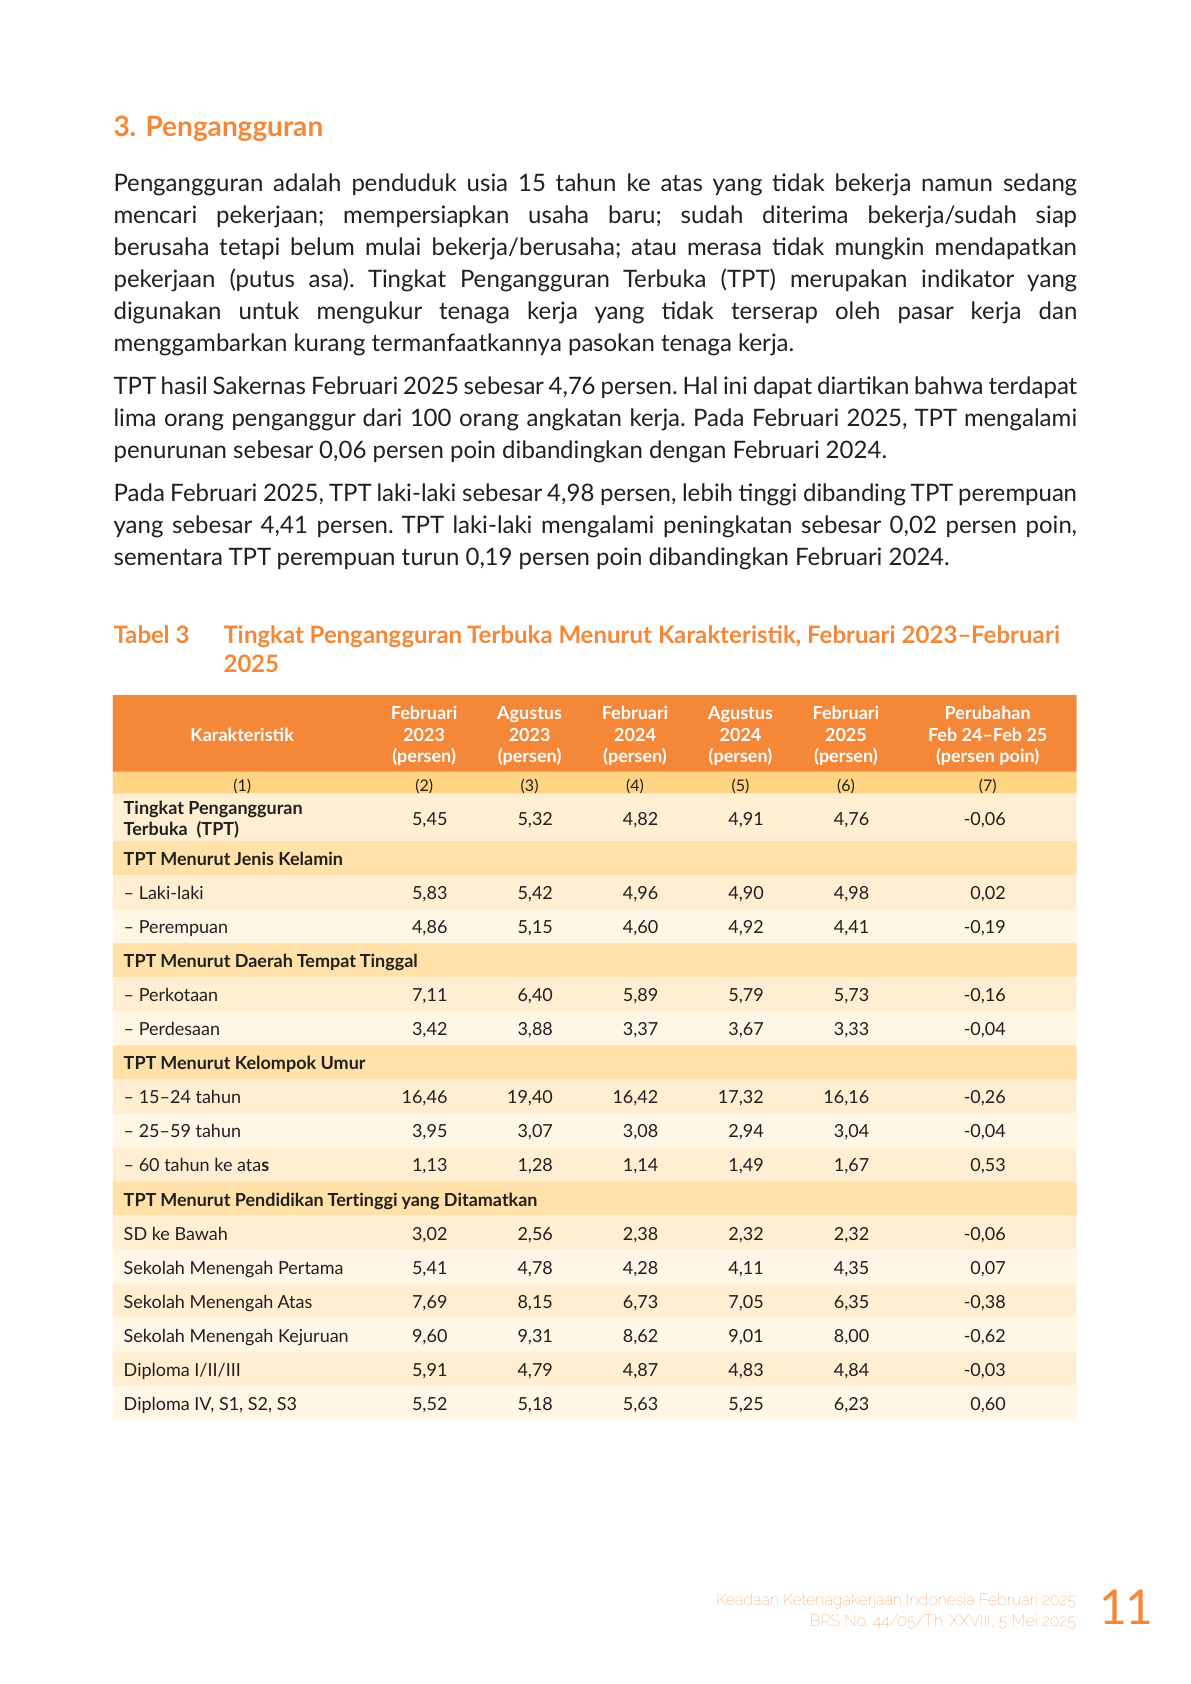 3. Pengangguran
Pengangguran adalah penduduk usia 15 tahun ke atas yang tidak bekerja namun sedang
mencari pekerjaan; mempersiapkan usaha baru; sudah diterima bekerja/sudah siap
berusaha tetapi belum mulai bekerja/berusaha; atau merasa tidak mungkin mendapatkan
pekerjaan (putus asa). Tingkat Pengangguran Terbuka (TPT) merupakan indikator yang
digunakan untuk mengukur tenaga kerja yang tidak terserap oleh pasar kerja dan
menggambarkan kurang termanfaatkannya pasokan tenaga kerja.
TPT hasil Sakernas Februari 2025 sebesar 4,76 persen. Hal ini dapat diartikan bahwa terdapat
lima orang penganggur dari 100 orang angkatan kerja. Pada Februari 2025, TPT mengalami
penurunan sebesar 0,06 persen poin dibandingkan dengan Februari 2024.
Pada Februari 2025, TPT laki-laki sebesar 4,98 persen, lebih tinggi dibanding TPT perempuan
yang sebesar 4,41 persen. TPT laki-laki mengalami peningkatan sebesar 0,02 persen poin,
sementara TPT perempuan turun 0,19 persen poin dibandingkan Februari 2024.
Tabel 3 Tingkat Pengangguran Terbuka Menurut Karakteristik, Februari 2023–Februari
2025
Karakteristik Februari 2023 (persen) Agustus 2023 (persen) Februari 2024 (persen) Agustus 2024 (persen) Februari 2025 (persen) Perubahan Feb 24–Feb 25 (persen poin)
(1) (2) (3) (4) (5) (6) (7)
Tingkat Pengangguran
Terbuka (TPT) 5,45 5,32 4,82 4,91 4,76 -0,06
TPT Menurut Jenis Kelamin
– Laki-laki 5,83 5,42 4,96 4,90 4,98 0,02
– Perempuan 4,86 5,15 4,60 4,92 4,41 -0,19
TPT Menurut Daerah Tempat Tinggal
– Perkotaan 7,11 6,40 5,89 5,79 5,73 -0,16
– Perdesaan 3,42 3,88 3,37 3,67 3,33 -0,04
TPT Menurut Kelompok Umur
– 15–24 tahun 16,46 19,40 16,42 17,32 16,16 -0,26
– 25–59 tahun 3,95 3,07 3,08 2,94 3,04 -0,04
– 60 tahun ke atas 1,13 1,28 1,14 1,49 1,67 0,53
TPT Menurut Pendidikan Tertinggi yang Ditamatkan
SD ke Bawah 3,02 2,56 2,38 2,32 2,32 -0,06
Sekolah Menengah Pertama 5,41 4,78 4,28 4,11 4,35 0,07
Sekolah Menengah Atas 7,69 8,15 6,73 7,05 6,35 -0,38
Sekolah Menengah Kejuruan 9,60 9,31 8,62 9,01 8,00 -0,62
Diploma I/II/III 5,91 4,79 4,87 4,83 4,84 -0,03
Diploma IV, S1, S2, S3 5,52 5,18 5,63 5,25 6,23 0,60
Keadaan Ketenagakerjaan Indonesia Februari 2025
BRS No. 44/05/Th. XXVIII, 5 Mei 2025
11